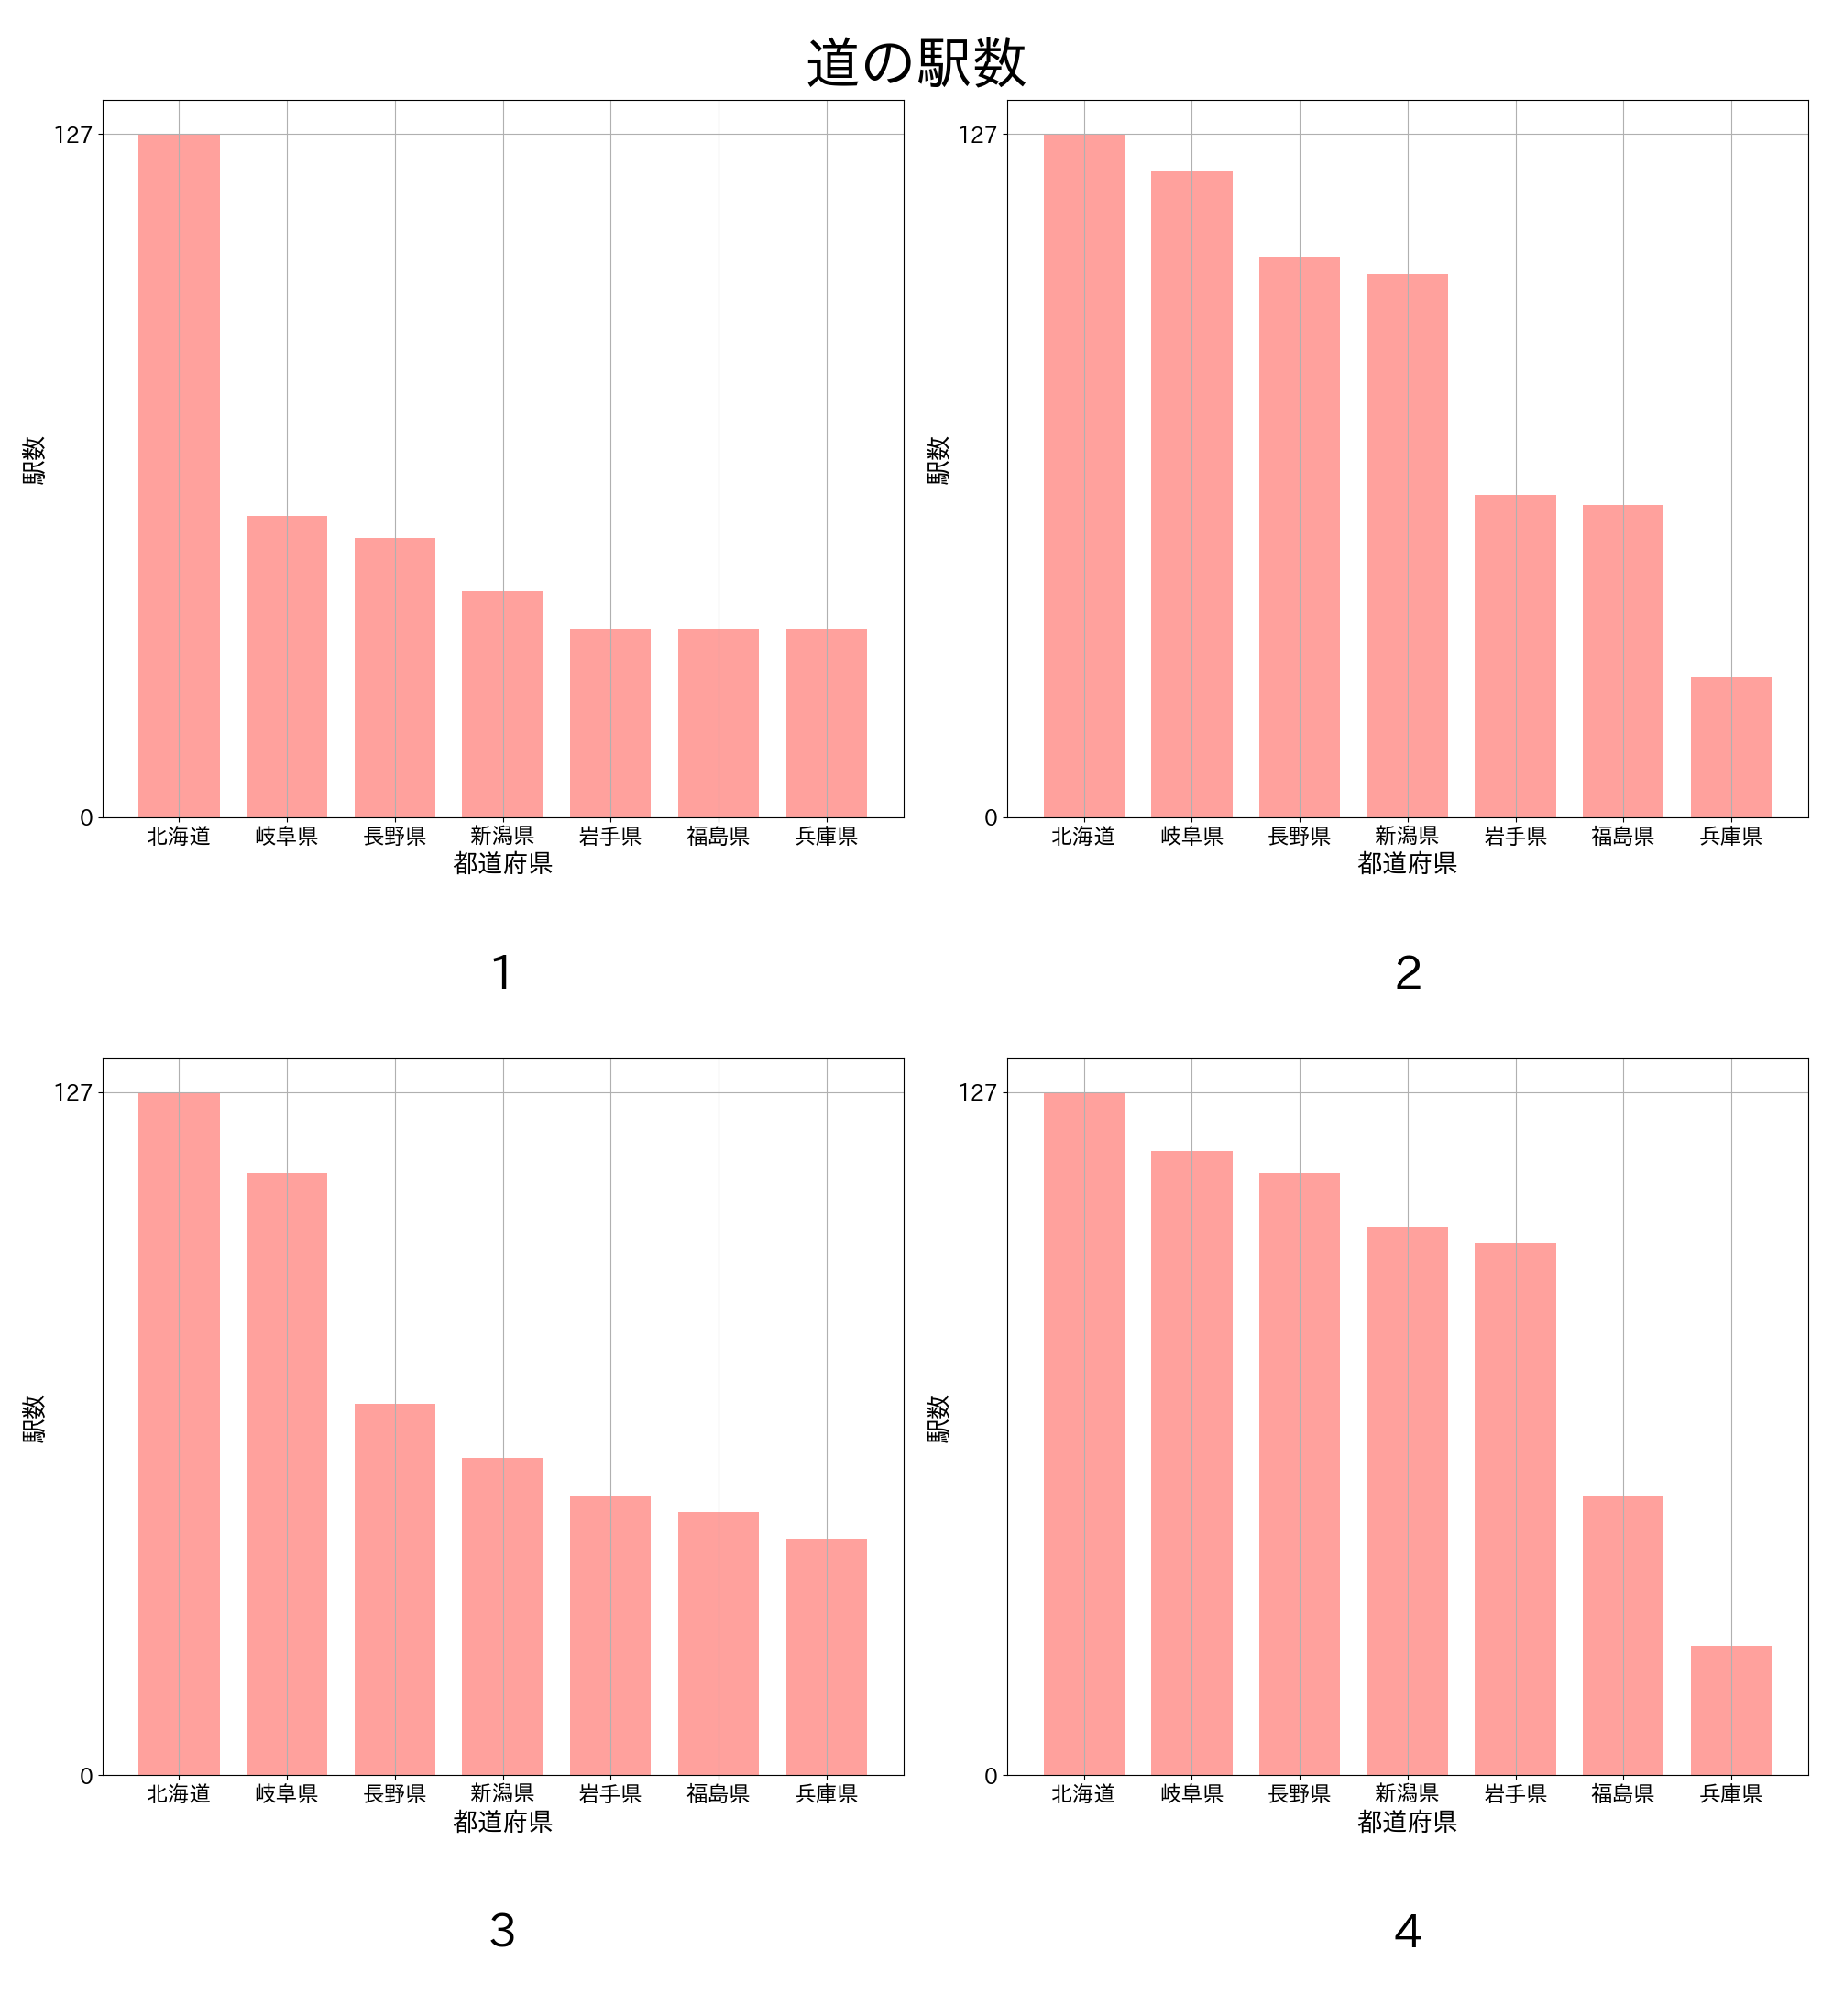 道の駅数
127
0
駅数
北海道 岐阜県 長野県 新潟県 岩手県 福島県 兵庫県
都道府県
1
127
0
駅数
北海道 岐阜県 長野県 新潟県 岩手県 福島県 兵庫県
都道府県
2
127
0
駅数
北海道 岐阜県 長野県 新潟県 岩手県 福島県 兵庫県
都道府県
3
127
0
駅数
北海道 岐阜県 長野県 新潟県 岩手県 福島県 兵庫県
都道府県
4